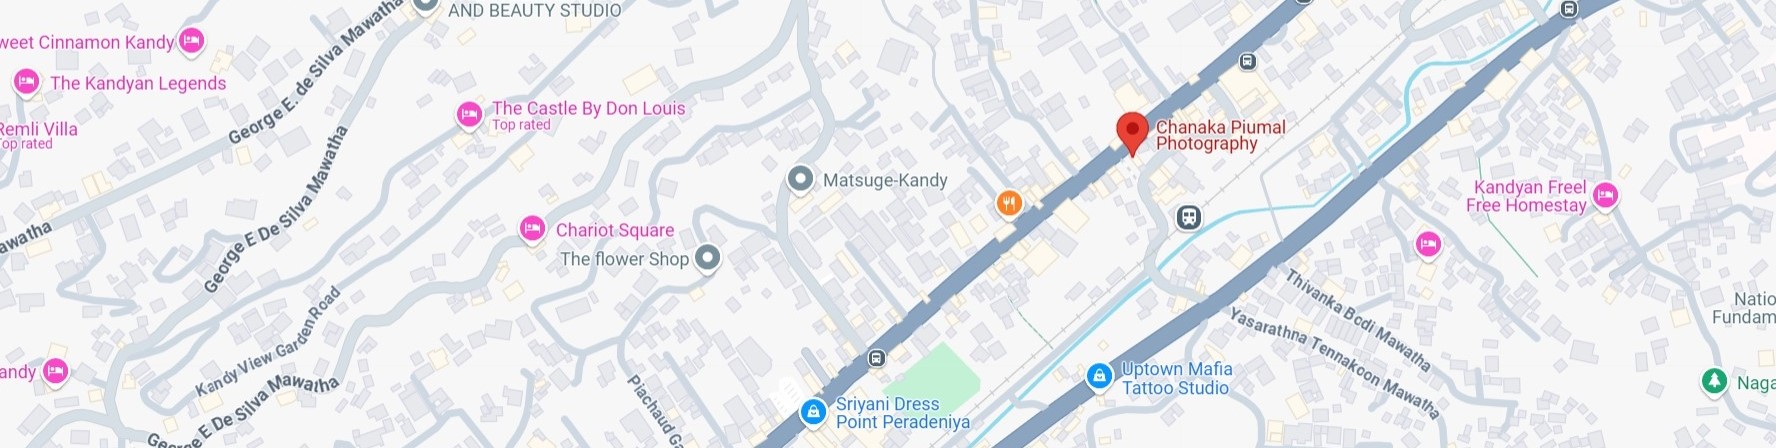 AND BEAUTY STUDIO
weet Cinnamon Kandy
The Kandyan Legends
George E. de Silva Mawatha
The Castle By Don Louis
Top rated
Remli Villa
Top rated
Chanaka Piumal
Photography
George E De Silva Mawatha
Matsuge-Kandy
Kandyan Freel
Free Homestay
awatha
Chariot Square
The flower Shop
Kandy View Garden Road
Thivanka Bodi Mawatha
Yasarathna Tennakoon Mawatha
Natio
Fundam
andy
George E De Silva Mawatha
Piachaud Ga
Uptown Mafia
Tattoo Studio
Sriyani Dress
Point Peradeniya
Naga